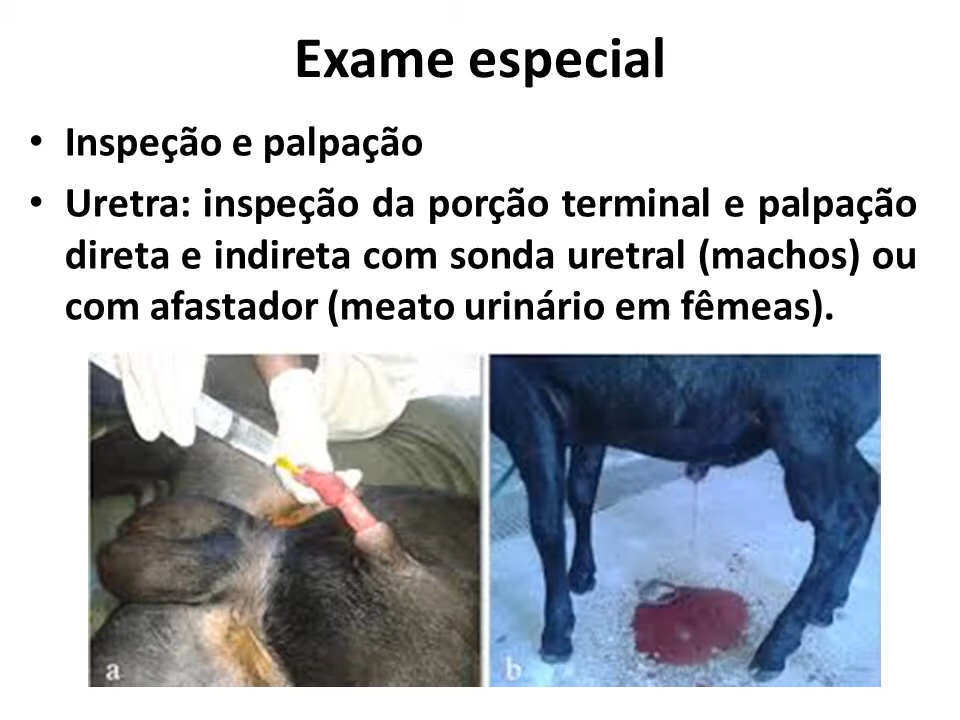 Exame especial
• Inspeção e palpação
• Uretra: inspeção da porção terminal e palpação
direta e indireta com sonda uretral (machos) ou
com afastador (meato urinário em fêmeas).
a
b